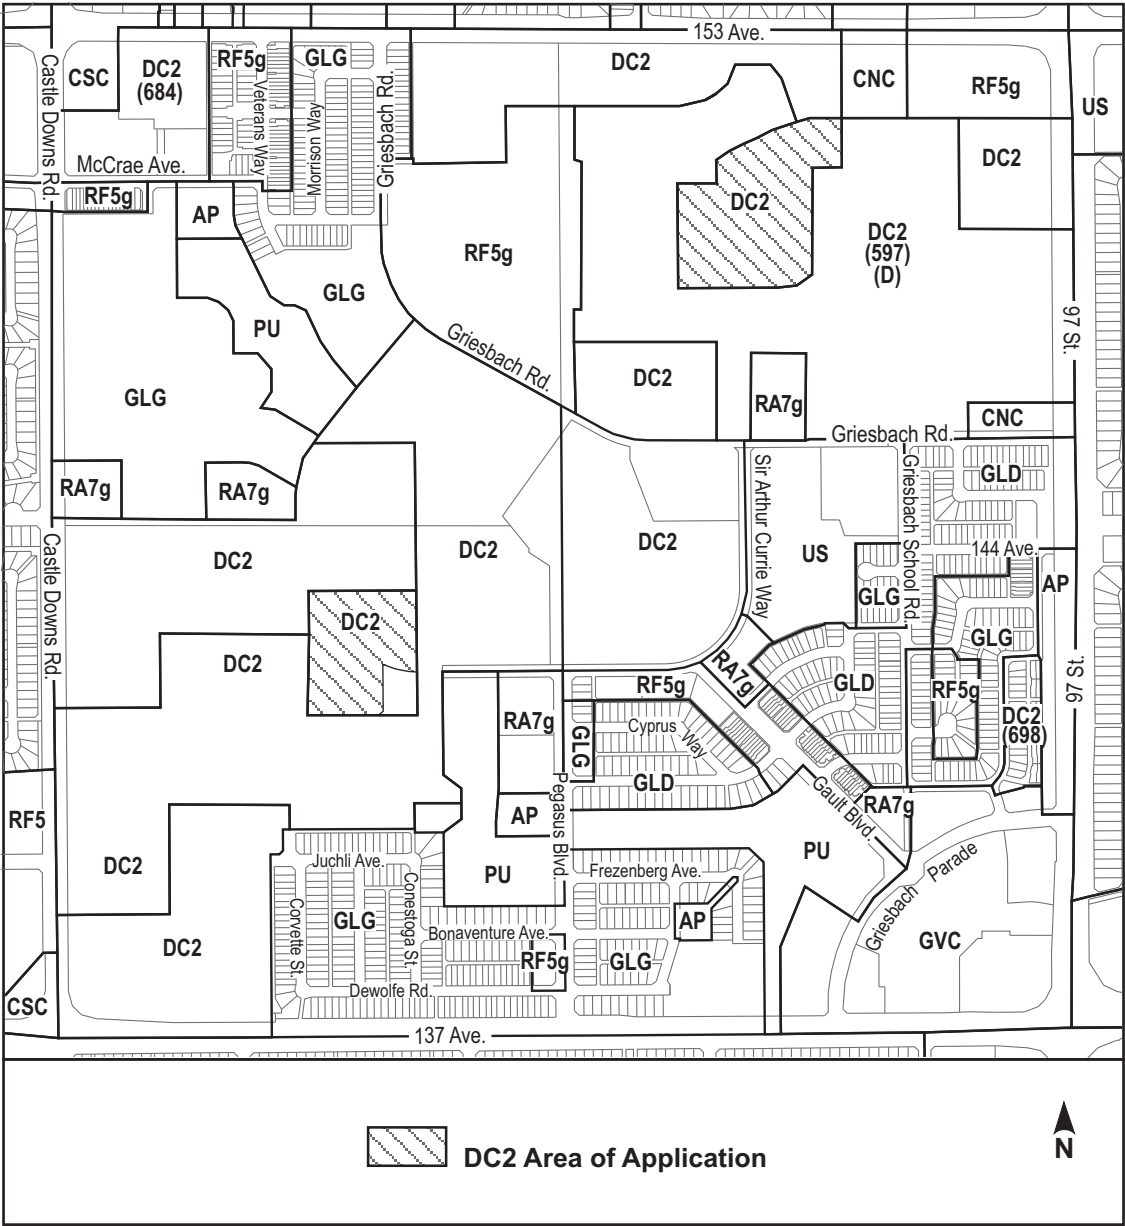 153 Ave.
CSC
DC2
(684)
RF5g
GLG
DC2
CNC
RF5g
US
Castle Downs Rd.
Veterans Way
Morrison Way
Griesbach Rd.
McCrae Ave.
RF5g
AP
DC2
DC2
DC2
(597)
(D)
RF5g
GLG
PU
Griesbach Rd.
97 St.
GLG
DC2
RA7g
CNC
Griesbach Rd.
RA7g
RA7g
Sir Arthur Currie Way
Griesbach School Rd.
GLD
Castle Downs Rd.
DC2
DC2
DC2
US
144 Ave.
AP
GLG
DC2
GLG
DC2
RA7g
RF5g
GLD
RF5g
97 St.
RA7g
GLG
Cyprus Way
DC2
(698)
GLD
Pegasus Blvd.
Gault Blvd.
RA7g
RF5
AP
DC2
Juchli Ave.
PU
Frezenberg Ave.
PU
Griesbach Parade
Corvette St.
GLG
Conestoga St.
AP
Bonaventure Ave.
DC2
RF5g
GLG
GVC
Dewolfe Rd.
CSC
137 Ave.
DC2 Area of Application
N